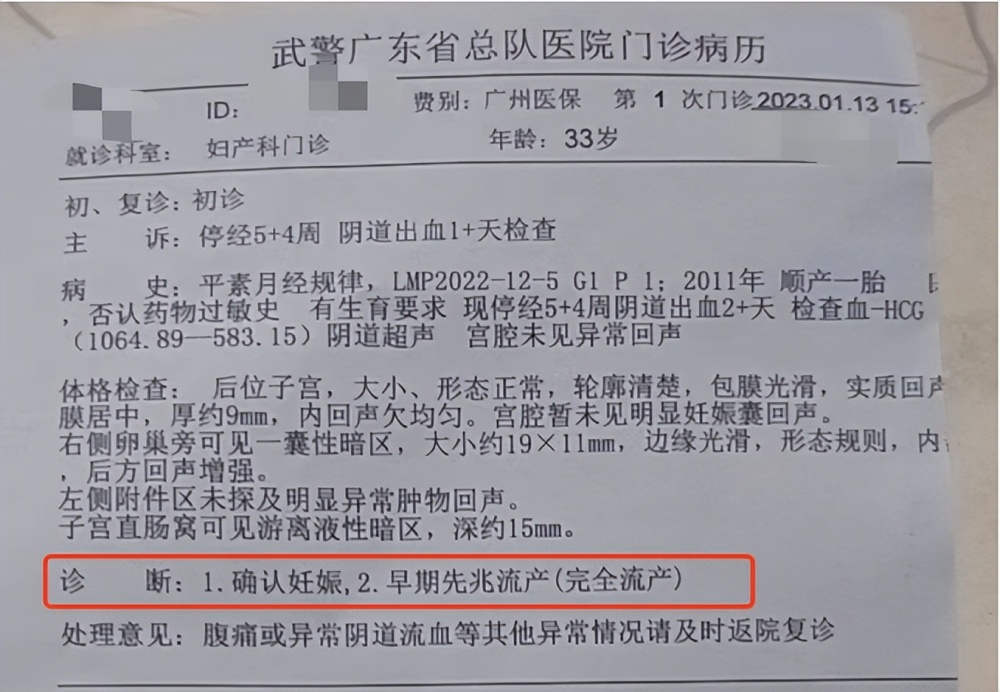 武警广东省总队医院门诊病历
ID: 费别: 广州医保 第 1 次门诊 2023.01.13 15:
就诊科室: 妇产科门诊 年龄: 33岁
初、复诊: 初诊
主 诉: 停经5+4周 阴道出血1+天检查
病 史: 平素月经规律, LMP2022-12-5 G1 P 1; 2011年 顺产一胎
, 否认药物过敏史 有生育要求 现停经5+4周阴道出血2+天 检查血-HCG
(1064.89—583.15) 阴道超声 宫腔未见异常回声
体格检查: 后位子宫, 大小、形态正常, 轮廓清楚, 包膜光滑, 实质回声
膜居中, 厚约9mm, 内回声欠均匀。宫腔暂未见明显妊娠囊回声。
右侧卵巢旁可见一囊性暗区, 大小约19×11mm, 边缘光滑, 形态规则, 内
, 后方回声增强。
左侧附件区未探及明显异常肿物回声。
子宫直肠窝可见游离液性暗区, 深约15mm。
诊 断: 1.确认妊娠, 2.早期先兆流产(完全流产)
处理意见: 腹痛或异常阴道流血等其他异常情况请及时返院复诊